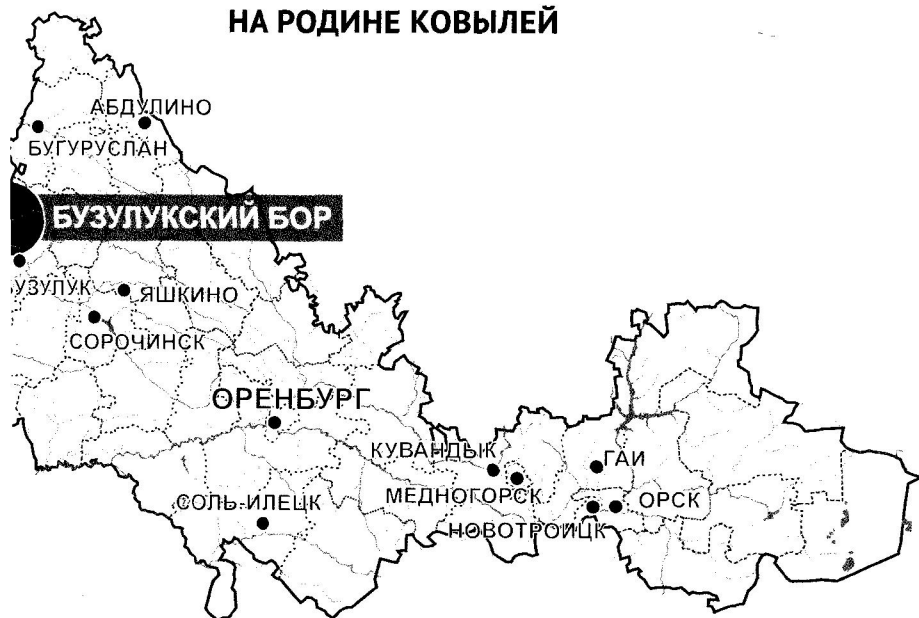 НА РОДИНЕ КОВЫЛЕЙ
АБДУЛИНО
БУГУРУСЛАН
БУЗУЛУКСКИЙ БОР
УЗУЛУК
ЯШКИНО
СОРОЧИНСК
ОРЕНБУРГ
КУВАНДЫК
ГАИ
МЕДНОГОРСК
СОЛЬ-ИЛЕЦК
ОРСК
НОВОТРОИЦК